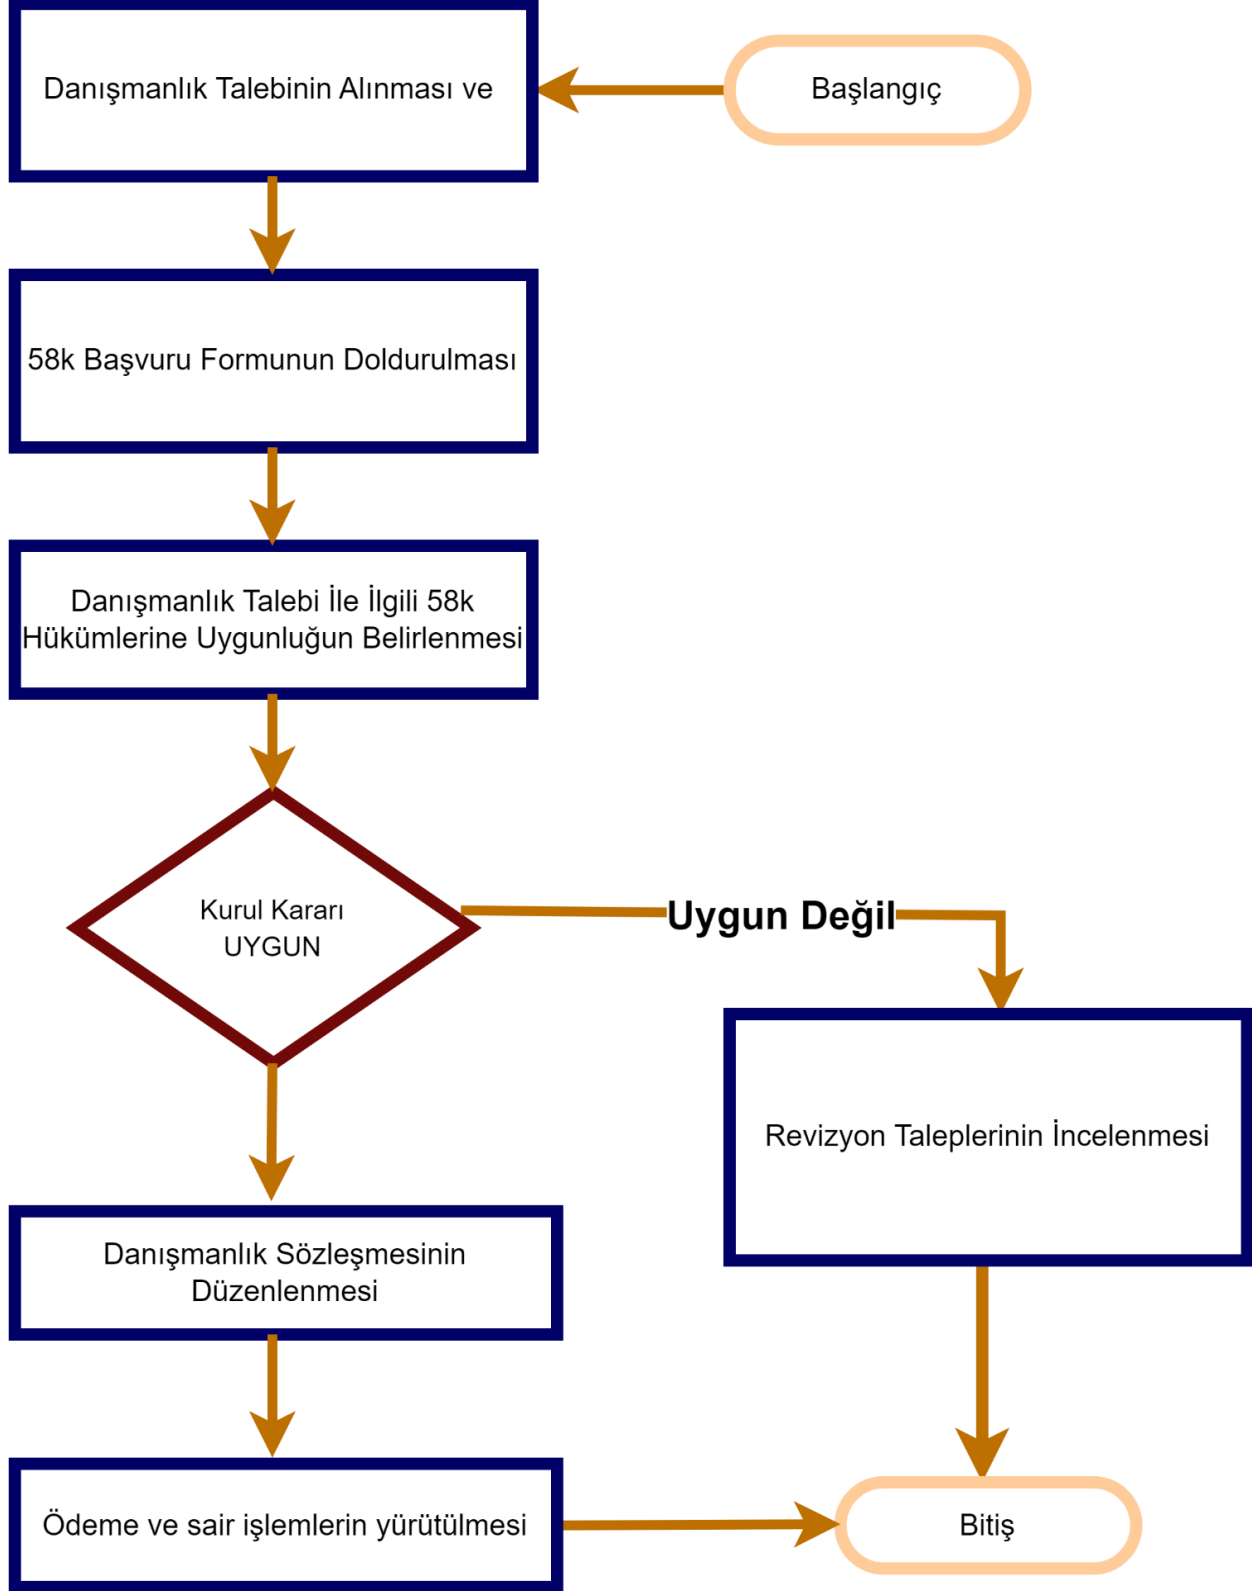 Danışmanlık Talebinin Alınması ve
Başlangıç
58k Başvuru Formunun Doldurulması
Danışmanlık Talebi İle İlgili 58k
Hükümlerine Uygunluğun Belirlenmesi
Kurul Kararı
UYGUN
Uygun Değil
Revizyon Taleplerinin İncelenmesi
Danışmanlık Sözleşmesinin
Düzenlenmesi
Ödeme ve sair işlemlerin yürütülmesi
Bitiş